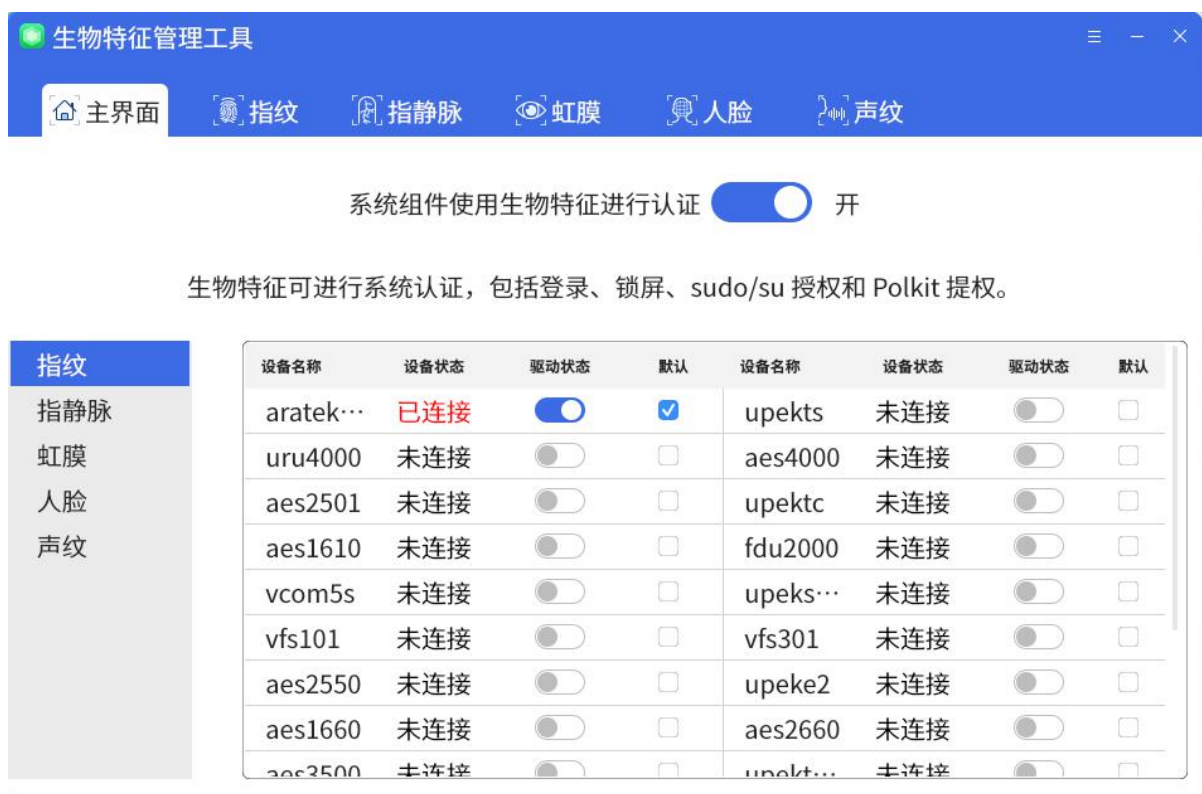 生物特征管理工具
主界面 指纹 指静脉 虹膜 人脸 声纹
系统组件使用生物特征进行认证 开
生物特征可进行系统认证，包括登录、锁屏、sudo/su 授权和 Polkit 提权。
指纹
指静脉
虹膜
人脸
声纹
设备名称 设备状态 驱动状态 默认 设备名称 设备状态 驱动状态 默认
aratek… 已连接 upekts 未连接
uru4000 未连接 aes4000 未连接
aes2501 未连接 upektc 未连接
aes1610 未连接 fdu2000 未连接
vcom5s 未连接 upeks… 未连接
vfs101 未连接 vfs301 未连接
aes2550 未连接 upeke2 未连接
aes1660 未连接 aes2660 未连接
aes3500 未连接 upekt… 未连接